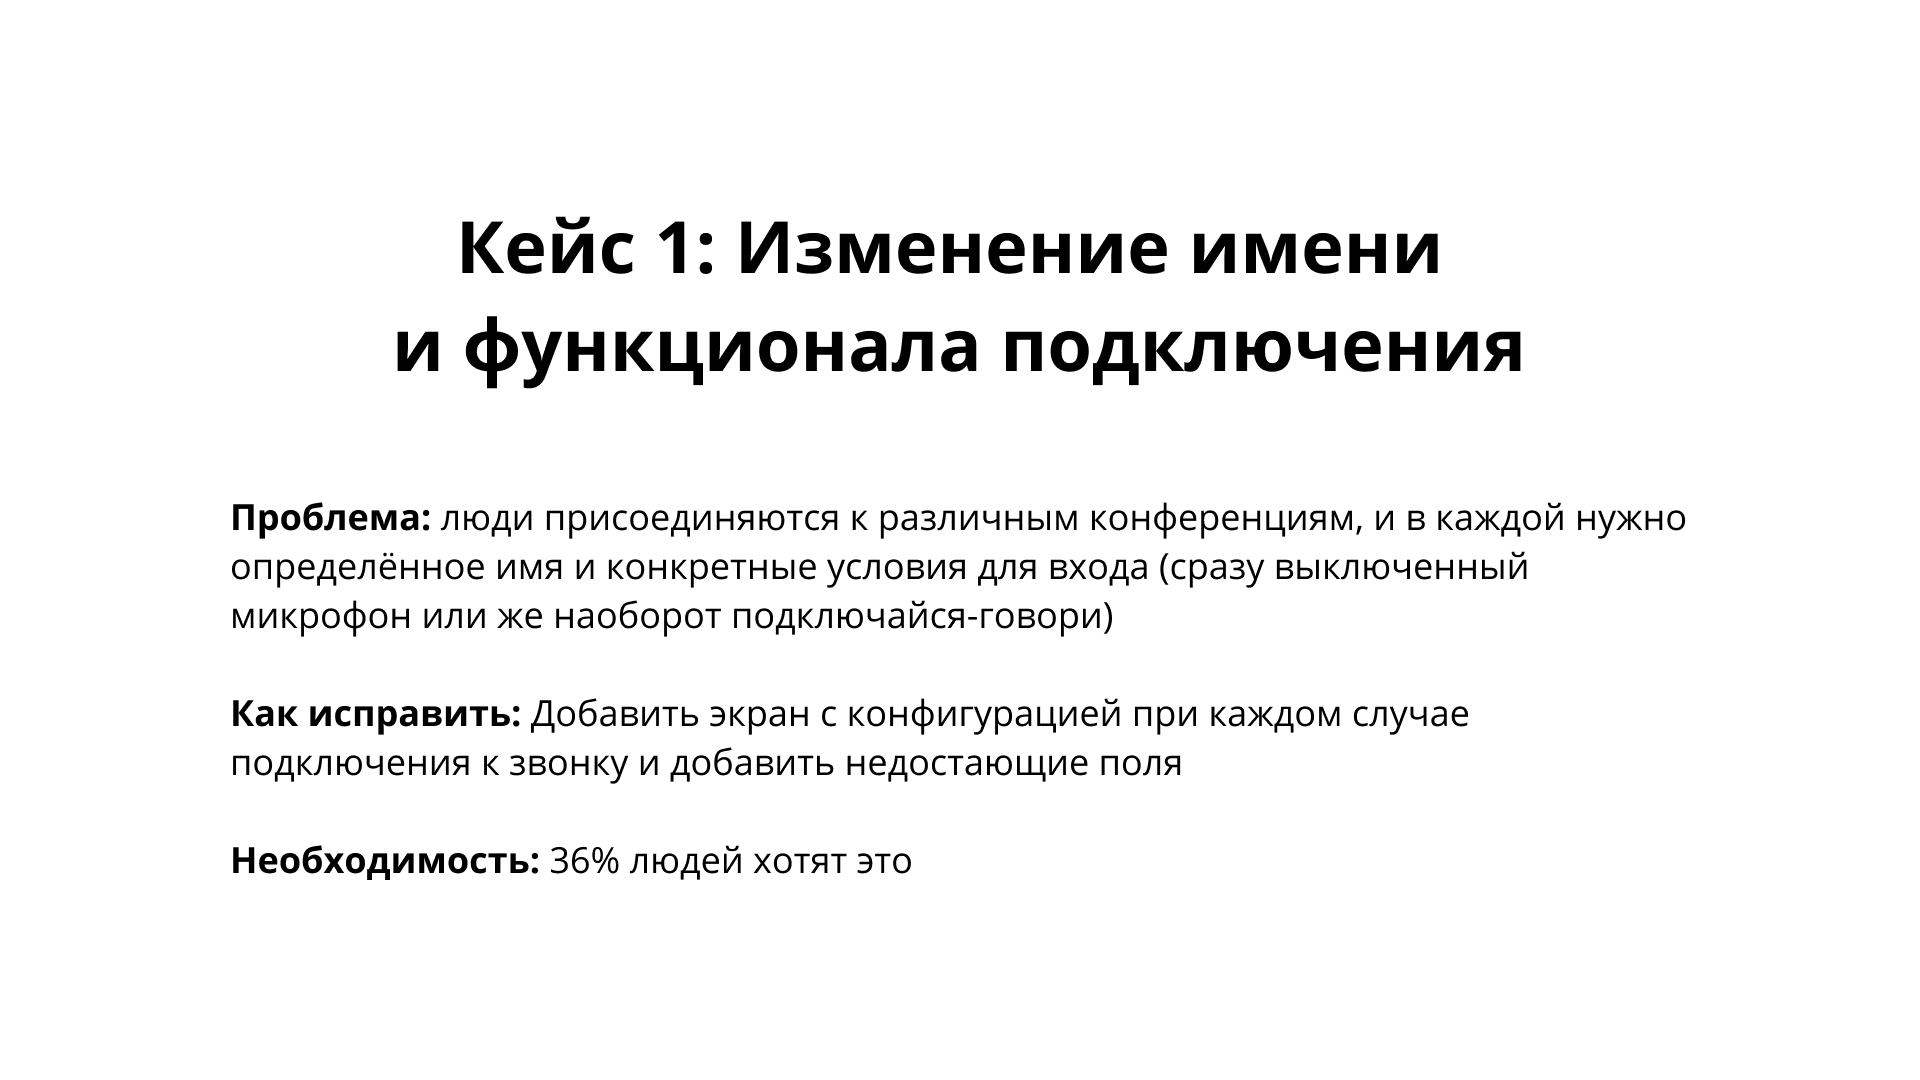 Кейс 1: Изменение имени
и функционала подключения
Проблема: люди присоединяются к различным конференциям, и в каждой нужно
определённое имя и конкретные условия для входа (сразу выключенный
микрофон или же наоборот подключайся-говори)
Как исправить: Добавить экран с конфигурацией при каждом случае
подключения к звонку и добавить недостающие поля
Необходимость: 36% людей хотят это